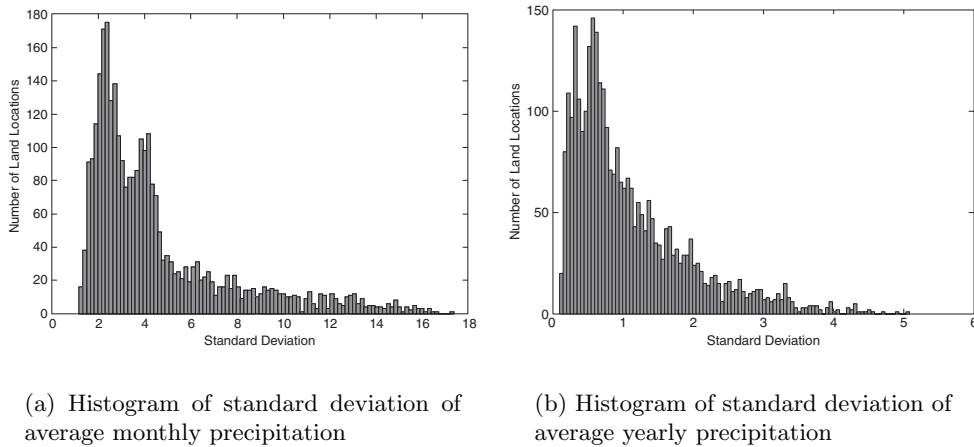 180
160
140
120
100
80
60
40
20
0
Number of Land Locations
0 2 4 6 8 10 12 14 16 18
Standard Deviation
(a) Histogram of standard deviation of
average monthly precipitation
150
100
50
0
Number of Land Locations
0 1 2 3 4 5 6
Standard Deviation
(b) Histogram of standard deviation of
average yearly precipitation